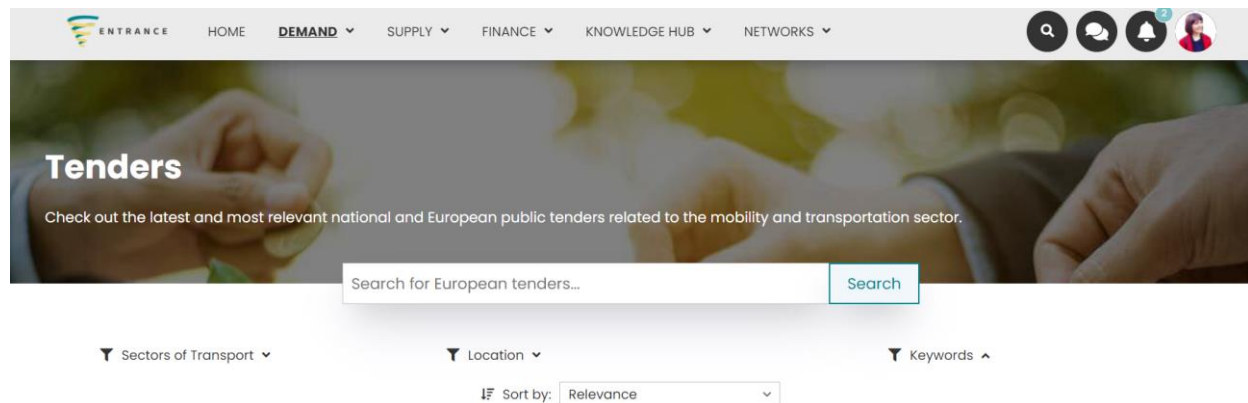 ENTRANCE HOME DEMAND SUPPLY FINANCE KNOWLEDGE HUB NETWORKS 2
Tenders
Check out the latest and most relevant national and European public tenders related to the mobility and transportation sector.
Search for European tenders... Search
Sectors of Transport Location Keywords
Sort by: Relevance